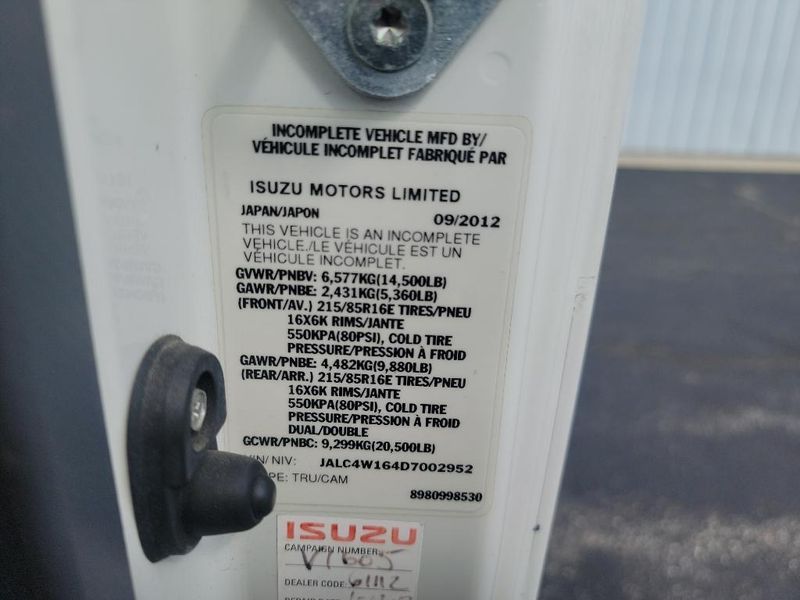 INCOMPLETE VEHICLE MFD BY/
VÉHICULE INCOMPLET FABRIQUÉ PAR
ISUZU MOTORS LIMITED
JAPAN/JAPON 09/2012
THIS VEHICLE IS AN INCOMPLETE
VEHICLE./LE VÉHICULE EST UN
VÉHICULE INCOMPLET.
GVWR/PNBV: 6,577KG(14,500LB)
GAWR/PNBE: 2,431KG(5,360LB)
(FRONT/AV.) 215/85R16E TIRES/PNEU
16X6K RIMS/JANTE
550KPA(80PSI), COLD TIRE
PRESSURE/PRESSION À FROID
GAWR/PNBE: 4,482KG(9,880LB)
(REAR/ARR.) 215/85R16E TIRES/PNEU
16X6K RIMS/JANTE
550KPA(80PSI), COLD TIRE
PRESSURE/PRESSION À FROID
DUAL/DOUBLE
GCWR/PNBC: 9,299KG(20,500LB)
/IN/ NIV: JALC4W164D7002952
PE: TRU/CAM
8980998530
ISUZU
CAMPAIGN NUMBER:
V1605
DEALER CODE: 61112
REPAIR DATE: